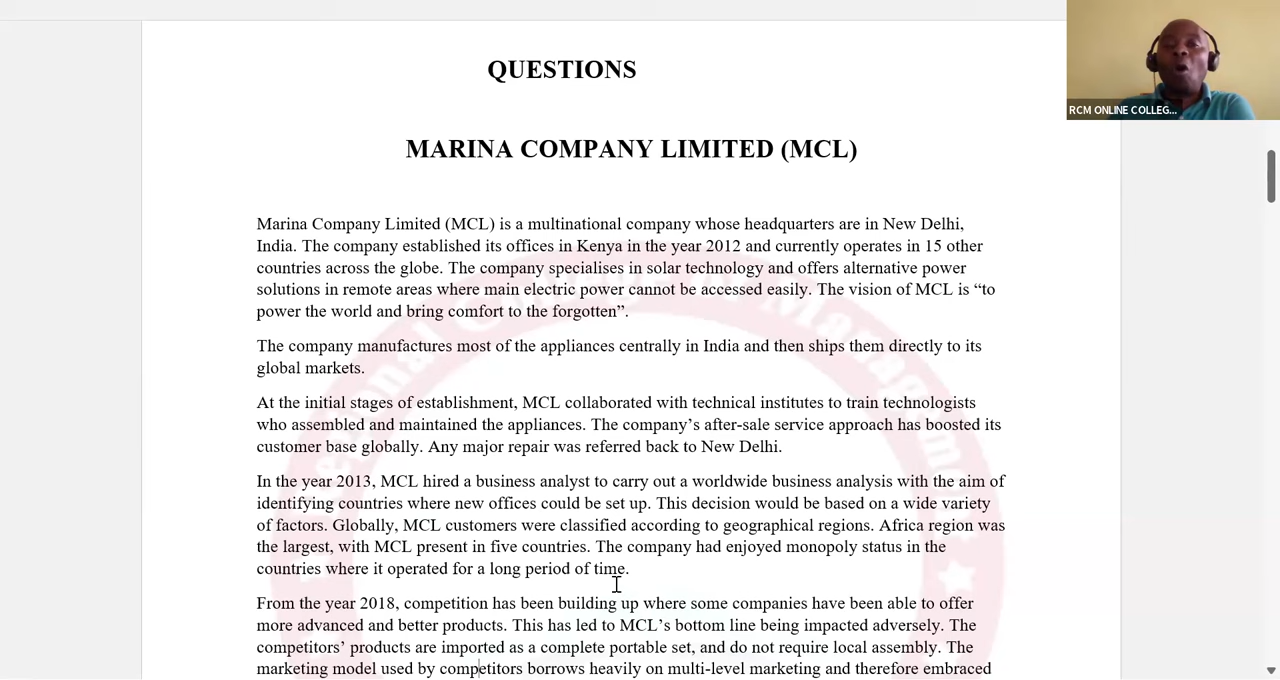 QUESTIONS
RCM ONLINE COLLEG...
MARINA COMPANY LIMITED (MCL)
Marina Company Limited (MCL) is a multinational company whose headquarters are in New Delhi,
India. The company established its offices in Kenya in the year 2012 and currently operates in 15 other
countries across the globe. The company specialises in solar technology and offers alternative power
solutions in remote areas where main electric power cannot be accessed easily. The vision of MCL is “to
power the world and bring comfort to the forgotten”.
The company manufactures most of the appliances centrally in India and then ships them directly to its
global markets.
At the initial stages of establishment, MCL collaborated with technical institutes to train technologists
who assembled and maintained the appliances. The company’s after-sale service approach has boosted its
customer base globally. Any major repair was referred back to New Delhi.
In the year 2013, MCL hired a business analyst to carry out a worldwide business analysis with the aim of
identifying countries where new offices could be set up. This decision would be based on a wide variety
of factors. Globally, MCL customers were classified according to geographical regions. Africa region was
the largest, with MCL present in five countries. The company had enjoyed monopoly status in the
countries where it operated for a long period of time.
From the year 2018, competition has been building up where some companies have been able to offer
more advanced and better products. This has led to MCL’s bottom line being impacted adversely. The
competitors’ products are imported as a complete portable set, and do not require local assembly. The
marketing model used by competitors borrows heavily on multi-level marketing and therefore embraced